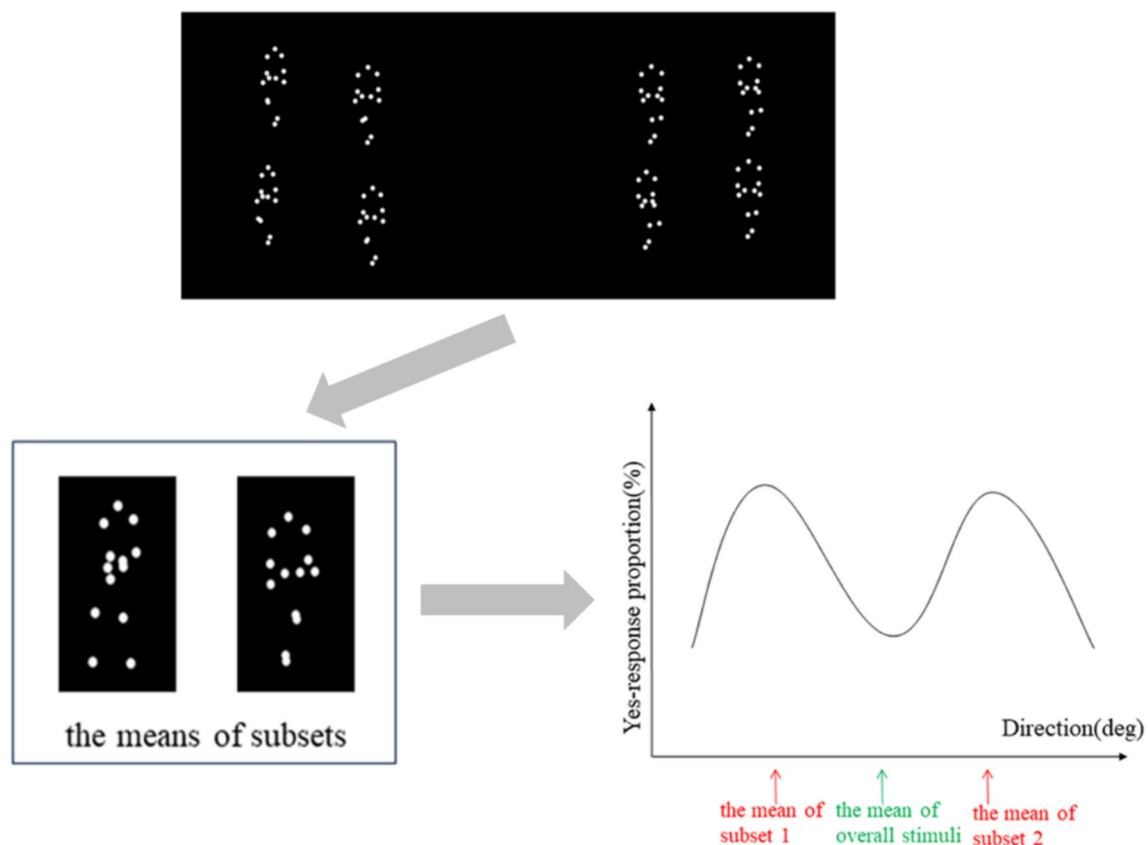 the means of subsets
Yes-response proportion(%)
Direction(deg)
the mean of
subset 1
the mean of
overall stimuli
the mean of
subset 2